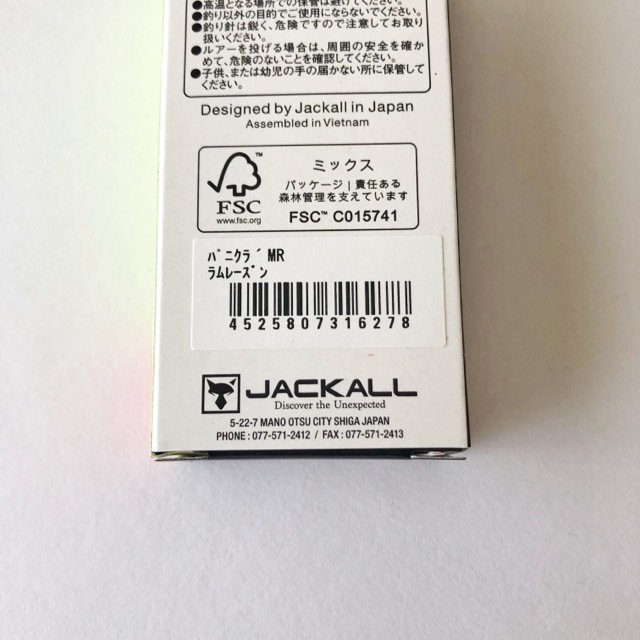 ●高温となる場所での保管は避けてください。
●釣り以外の目的でご使用にならないでください。
●釣り針は鋭く、危険ですので注意してお取り
扱いください。
●ルアーを投げる場合は、周囲の安全を確か
めて、危険のないことを確認してください。
●子供、または幼児の手の届かない所に保管して
ください。
Designed by Jackall in Japan
Assembled in Vietnam
FSC™
www.fsc.org
ミックス
パッケージ|責任ある
森林管理を支えています
FSC™ C015741
ﾊﾞﾆｸﾗ ﾞMR
ﾗﾑﾚｰｽﾞﾝ
4525807316278
JACKALL
Discover the Unexpected
5-22-7 MANO OTSU CITY SHIGA JAPAN
PHONE : 077-571-2412 / FAX : 077-571-2413